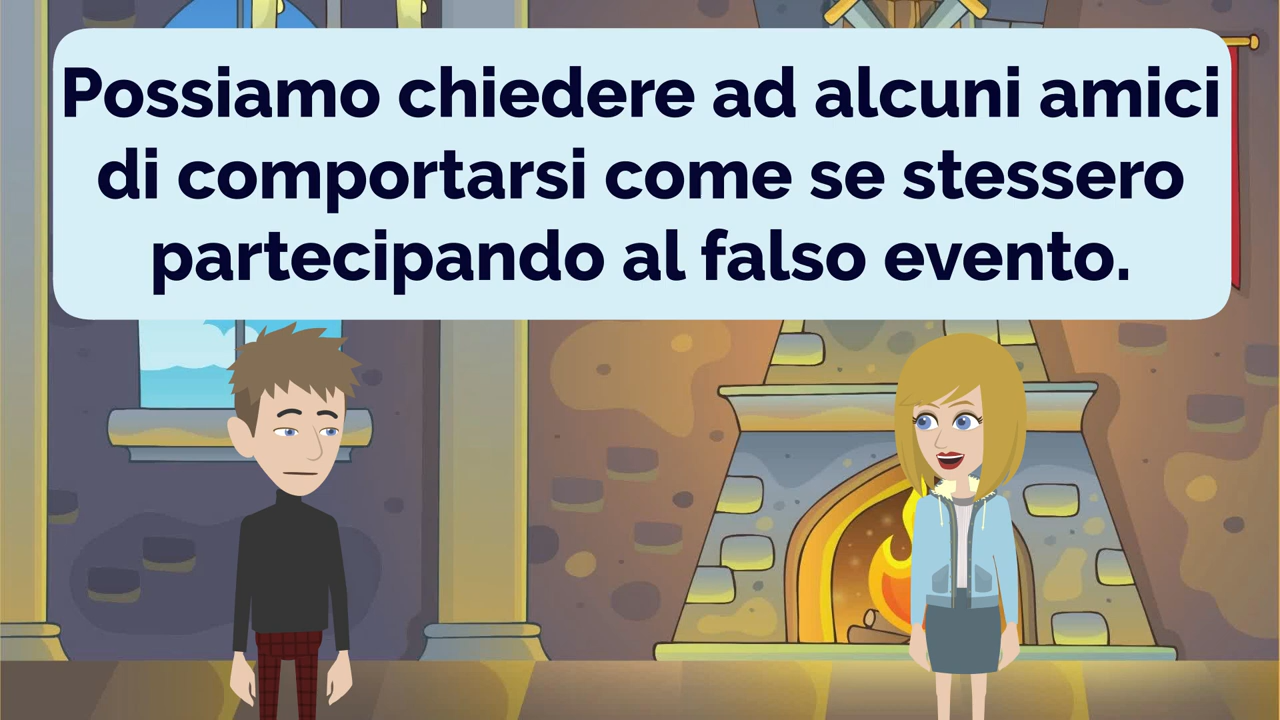 Possiamo chiedere ad alcuni amici
di comportarsi come se stessero
partecipando al falso evento.